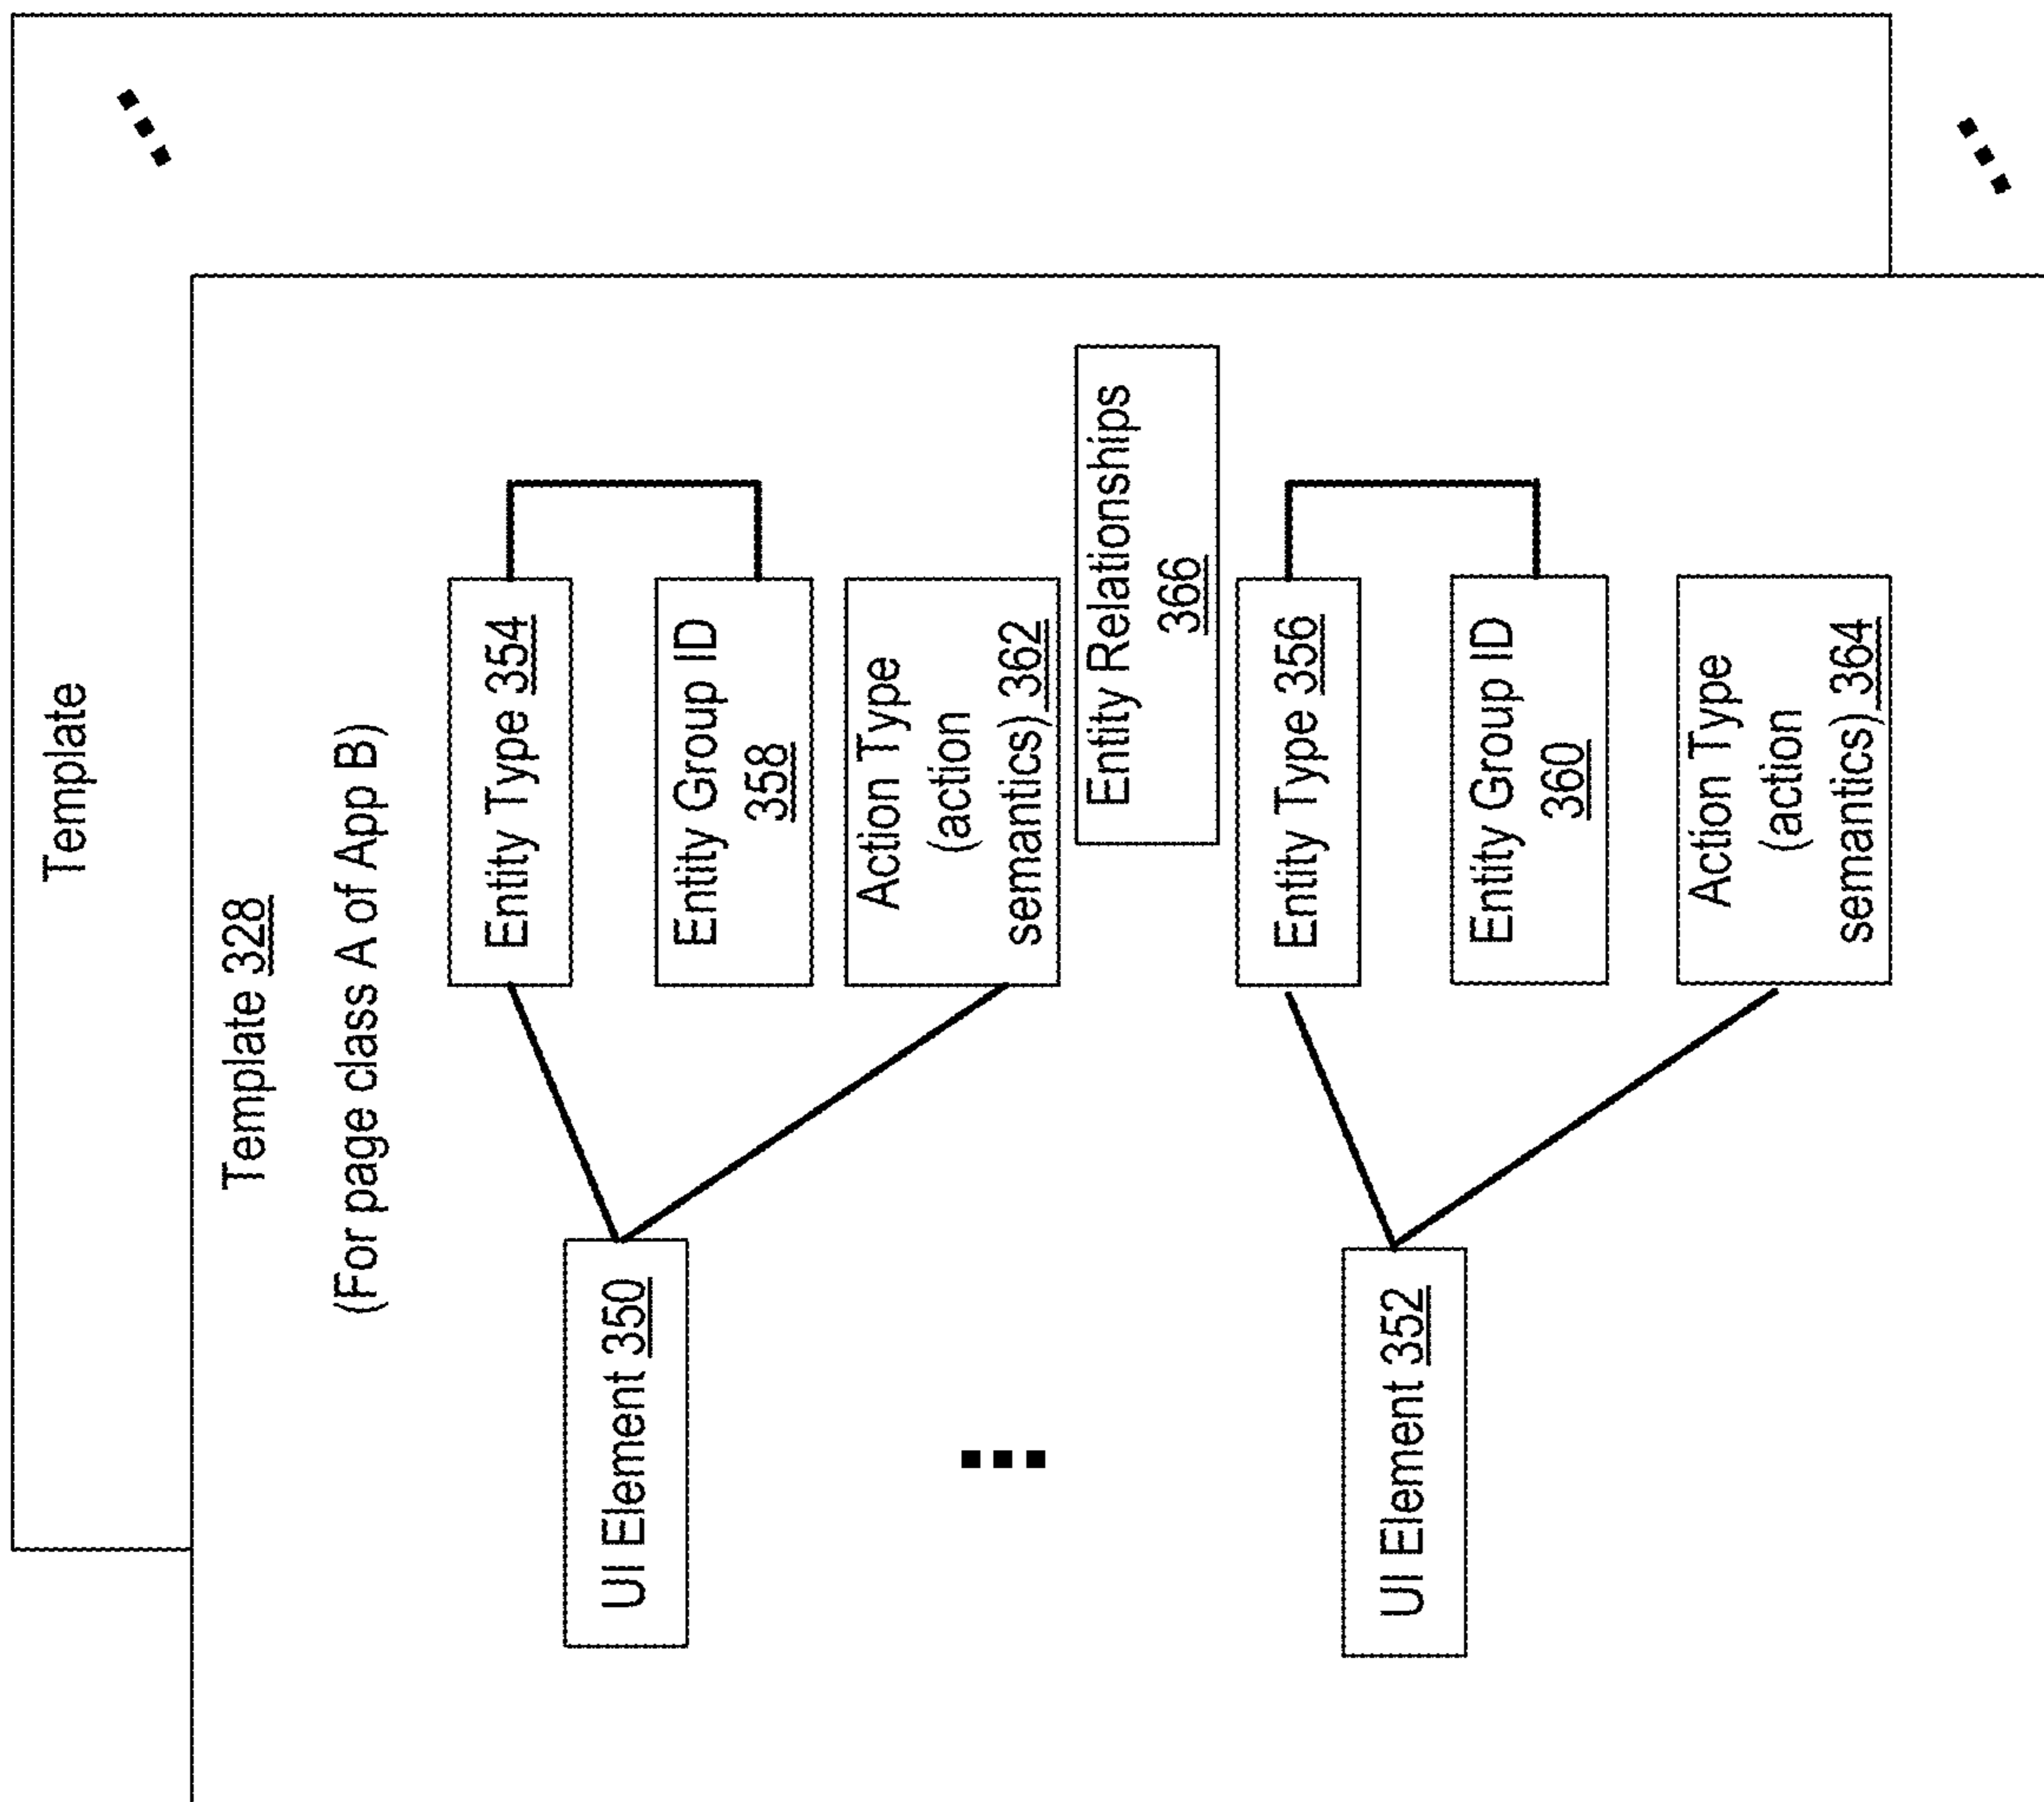 Template
Template 328
(For page class A of App B)
UI Element 350
Entity Type 354
Entity Group ID
358
Action Type
(action
semantics) 362
Entity Relationships
366
UI Element 352
Entity Type 356
Entity Group ID
360
Action Type
(action
semantics) 364